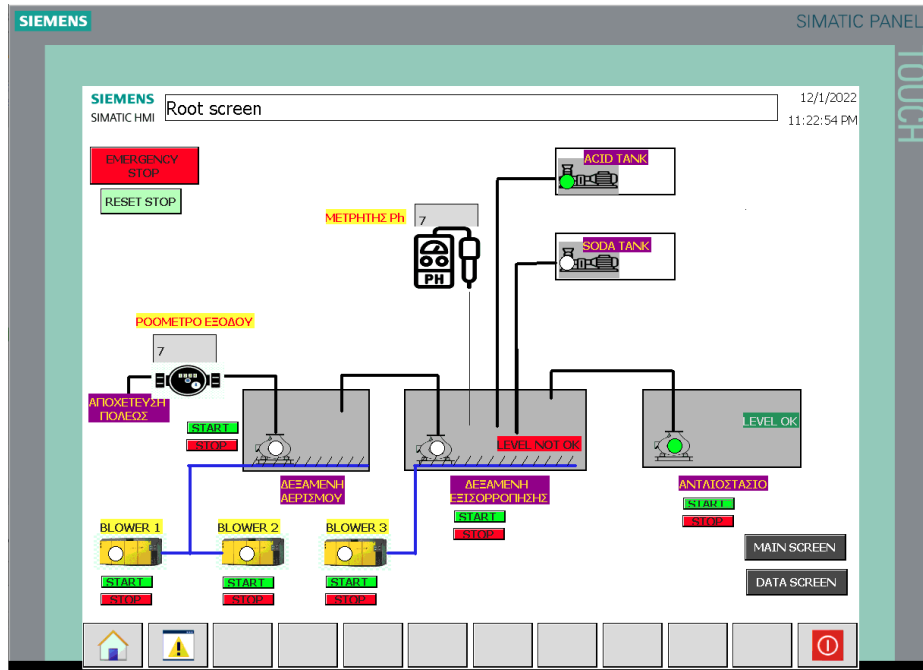 SIEMENS
SIMATIC PANEL
TOUCH
SIEMENS
SIMATIC HMI
Root screen
12/1/2022
11:22:54 PM
EMERGENCY
STOP
RESET STOP
ACID TANK
ΜΕΤΡΗΤΗΣ Ph
7
PH
SODA TANK
ΡΟΟΜΕΤΡΟ ΕΞΟΔΟΥ
7
ΑΠΟΧΕΤΕΥΣΗ
ΠΟΛΕΩΣ
START
STOP
LEVEL NOT OK
LEVEL OK
ΔΕΞΑΜΕΝΗ
ΑΕΡΙΣΜΟΥ
ΔΕΞΑΜΕΝΗ
ΕΞΙΣΟΡΡΟΠΗΣΗΣ
START
STOP
ΑΝΤΛΙΟΣΤΑΣΙΟ
START
STOP
BLOWER 1
BLOWER 2
BLOWER 3
START
STOP
START
STOP
START
STOP
MAIN SCREEN
DATA SCREEN